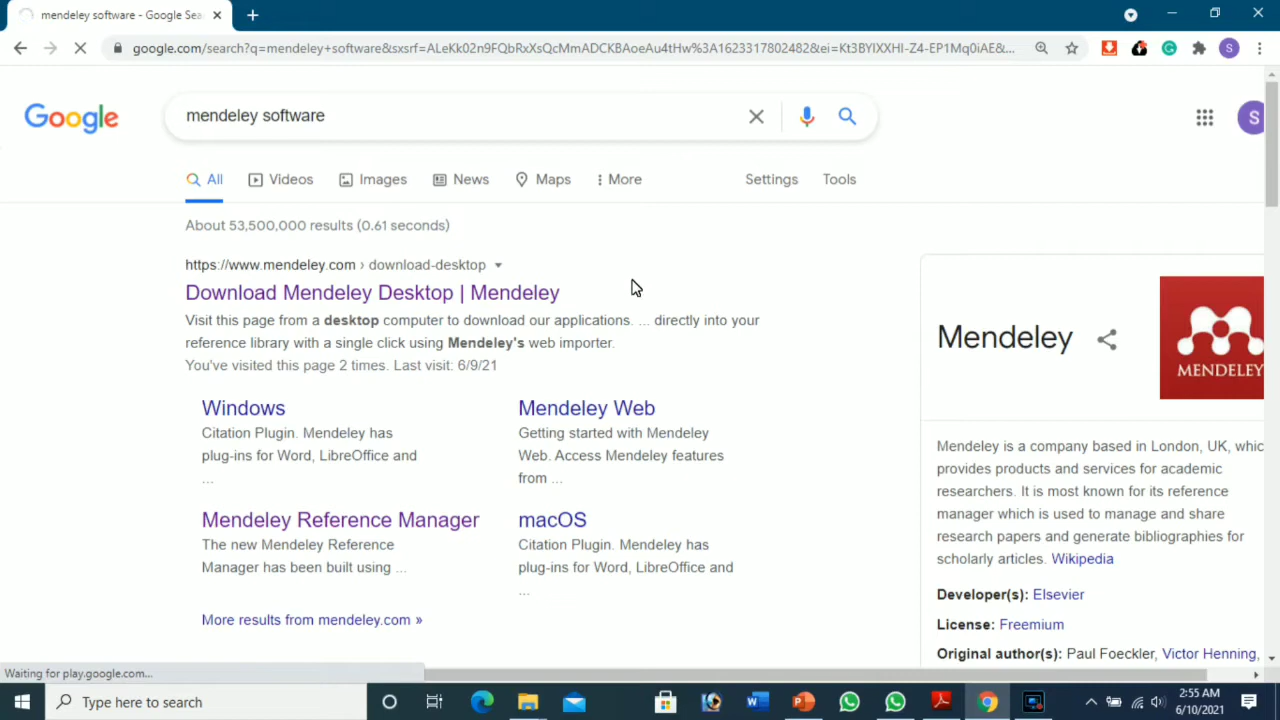 mendeley software - Google Sea
google.com/search?q=mendeley+software&sxsrf=ALeKk02n9FQbRxXsQcMmADCKBAoeAu4tHw%3A1623317802482&ei=Kt3BYIXXHI-Z4-EP1Mq0iAE&...
S
Google
mendeley software
S
All
Videos
Images
News
Maps
More
Settings
Tools
About 53,500,000 results (0.61 seconds)
https://www.mendeley.com › download-desktop
Download Mendeley Desktop | Mendeley
Visit this page from a desktop computer to download our applications. ... directly into your
reference library with a single click using Mendeley's web importer.
You've visited this page 2 times. Last visit: 6/9/21
Windows
Citation Plugin. Mendeley has
plug-ins for Word, LibreOffice and
...
Mendeley Web
Getting started with Mendeley
Web. Access Mendeley features
from ...
Mendeley Reference Manager
The new Mendeley Reference
Manager has been built using ...
macOS
Citation Plugin. Mendeley has
plug-ins for Word, LibreOffice and
...
More results from mendeley.com »
Mendeley
MENDELEY
Mendeley is a company based in London, UK, whic
provides products and services for academic
researchers. It is most known for its reference
manager which is used to manage and share
research papers and generate bibliographies for
scholarly articles. Wikipedia
Developer(s): Elsevier
License: Freemium
Original author(s): Paul Foeckler, Victor Henning,
Waiting for play.google.com...
Type here to search
2:55 AM
6/10/2021